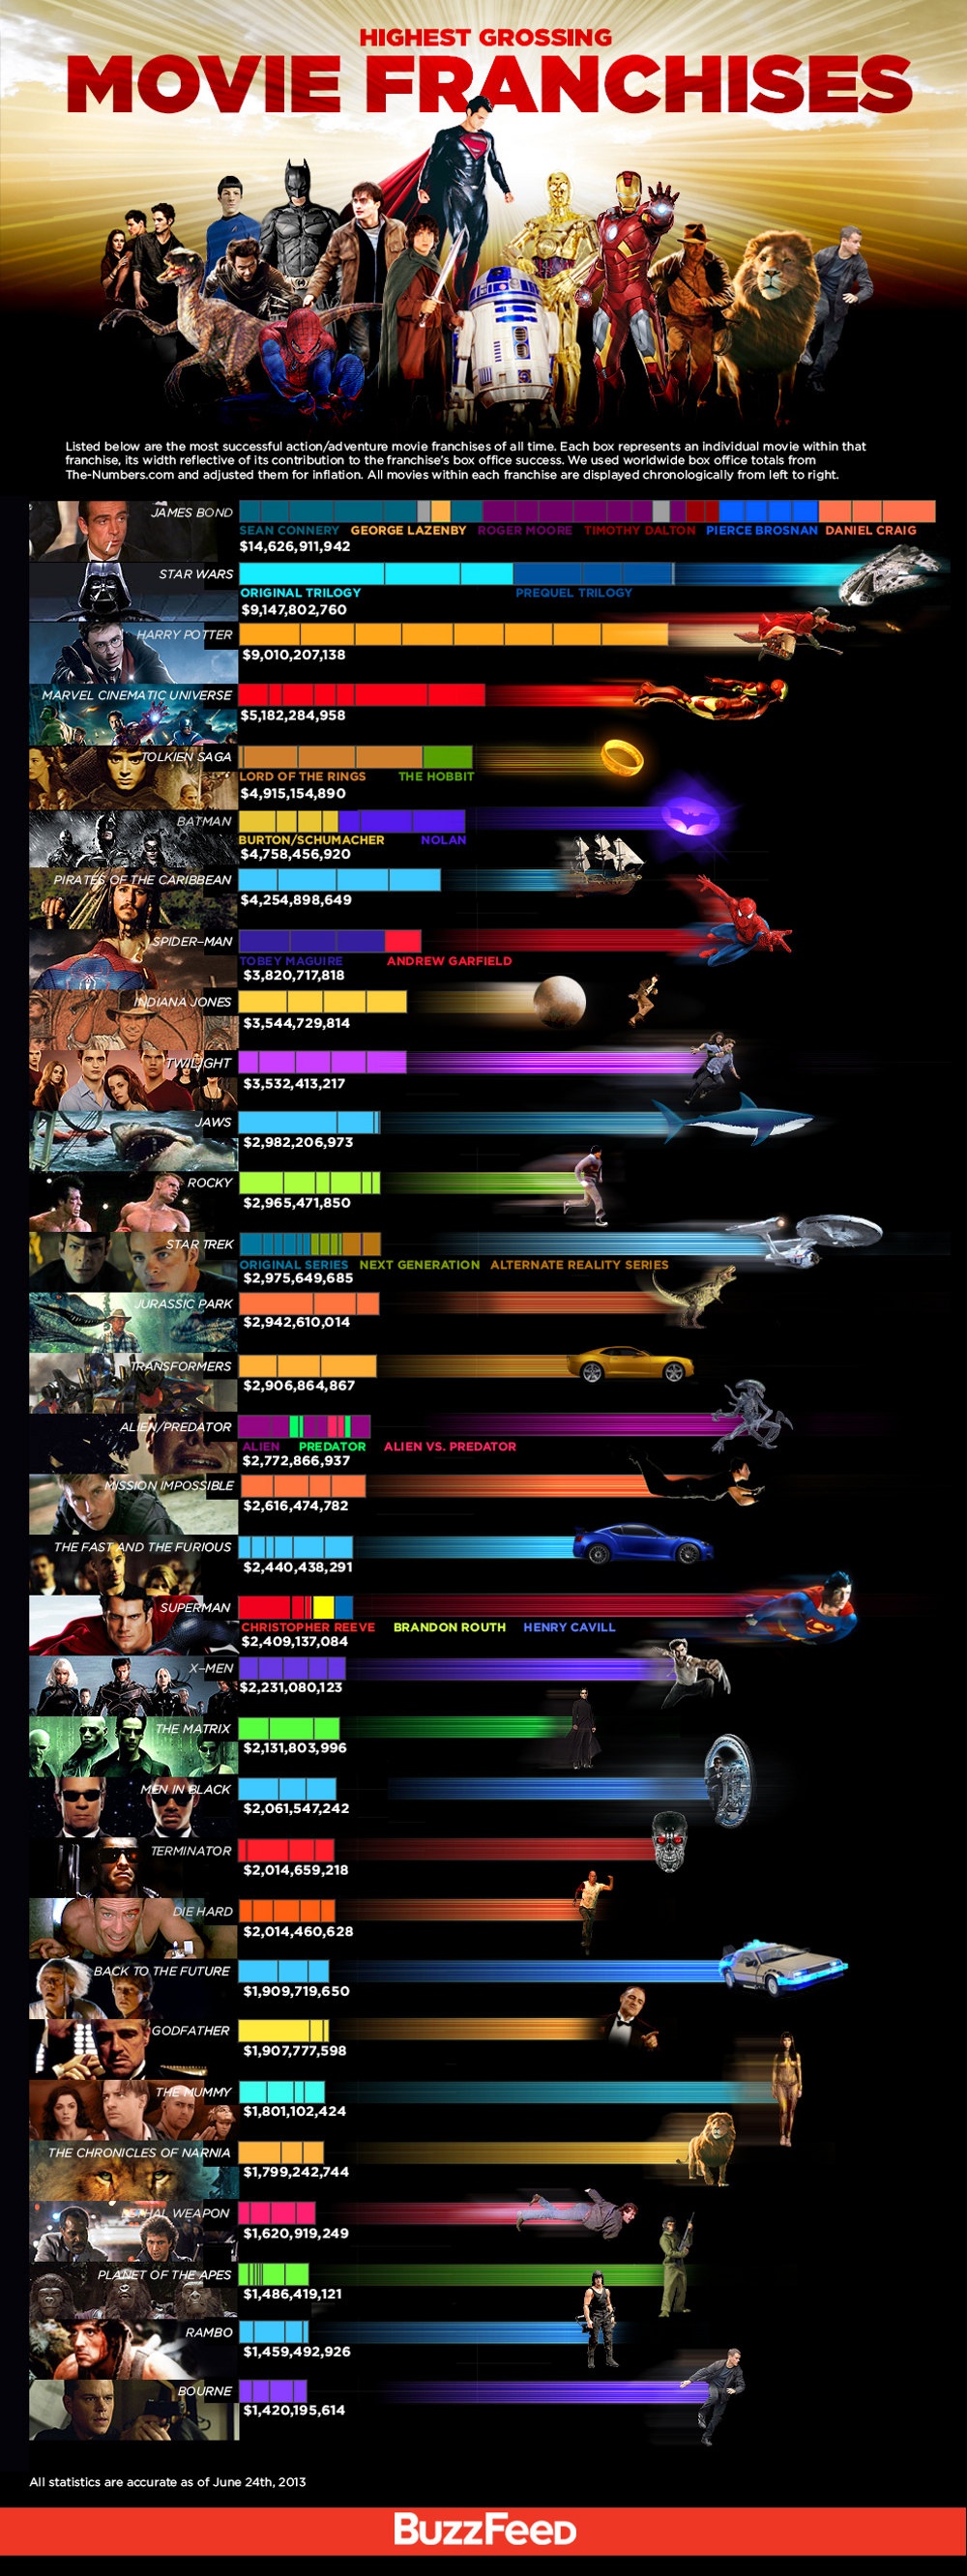 HIGHEST GROSSING
MOVIE FRANCHISES
Listed below are the most successful action/adventure movie franchises of all time. Each box represents an individual movie within that
franchise, its width reflective of its contribution to the franchise's box office success. We used worldwide box office totals from
The-Numbers.com and adjusted them for inflation. All movies within each franchise are displayed chronologically from left to right.
JAMES BOND
SEAN CONNERY GEORGE LAZENBY ROGER MOORE TIMOTHY DALTON PIERCE BROSNAN DANIEL CRAIG
$14,626,911,942
STAR WARS
ORIGINAL TRILOGY PREQUEL TRILOGY
$9,147,802,760
HARRY POTTER
$9,010,207,138
MARVEL CINEMATIC UNIVERSE
$5,182,284,958
TOLKIEN SAGA
LORD OF THE RINGS THE HOBBIT
$4,915,154,890
BATMAN
BURTON/SCHUMACHER NOLAN
$4,758,456,920
PIRATES OF THE CARIBBEAN
$4,254,898,649
SPIDER–MAN
TOBEY MAGUIRE ANDREW GARFIELD
$3,820,717,818
INDIANA JONES
$3,544,729,814
TWILIGHT
$3,532,413,217
JAWS
$2,982,206,973
ROCKY
$2,965,471,850
STAR TREK
ORIGINAL SERIES NEXT GENERATION ALTERNATE REALITY SERIES
$2,975,649,685
JURASSIC PARK
$2,942,610,014
TRANSFORMERS
$2,906,864,867
ALIEN/PREDATOR
ALIEN PREDATOR ALIEN VS. PREDATOR
$2,772,866,937
MISSION IMPOSSIBLE
$2,616,474,782
THE FAST AND THE FURIOUS
$2,440,438,291
SUPERMAN
CHRISTOPHER REEVE BRANDON ROUTH HENRY CAVILL
$2,409,137,084
X–MEN
$2,231,080,123
THE MATRIX
$2,131,803,996
MEN IN BLACK
$2,061,547,242
TERMINATOR
$2,014,659,218
DIE HARD
$2,014,460,628
BACK TO THE FUTURE
$1,909,719,650
GODFATHER
$1,907,777,598
THE MUMMY
$1,801,102,424
THE CHRONICLES OF NARNIA
$1,799,242,744
LETHAL WEAPON
$1,620,919,249
PLANET OF THE APES
$1,486,419,121
RAMBO
$1,459,492,926
BOURNE
$1,420,195,614
All statistics are accurate as of June 24th, 2013
BuzzFeeD